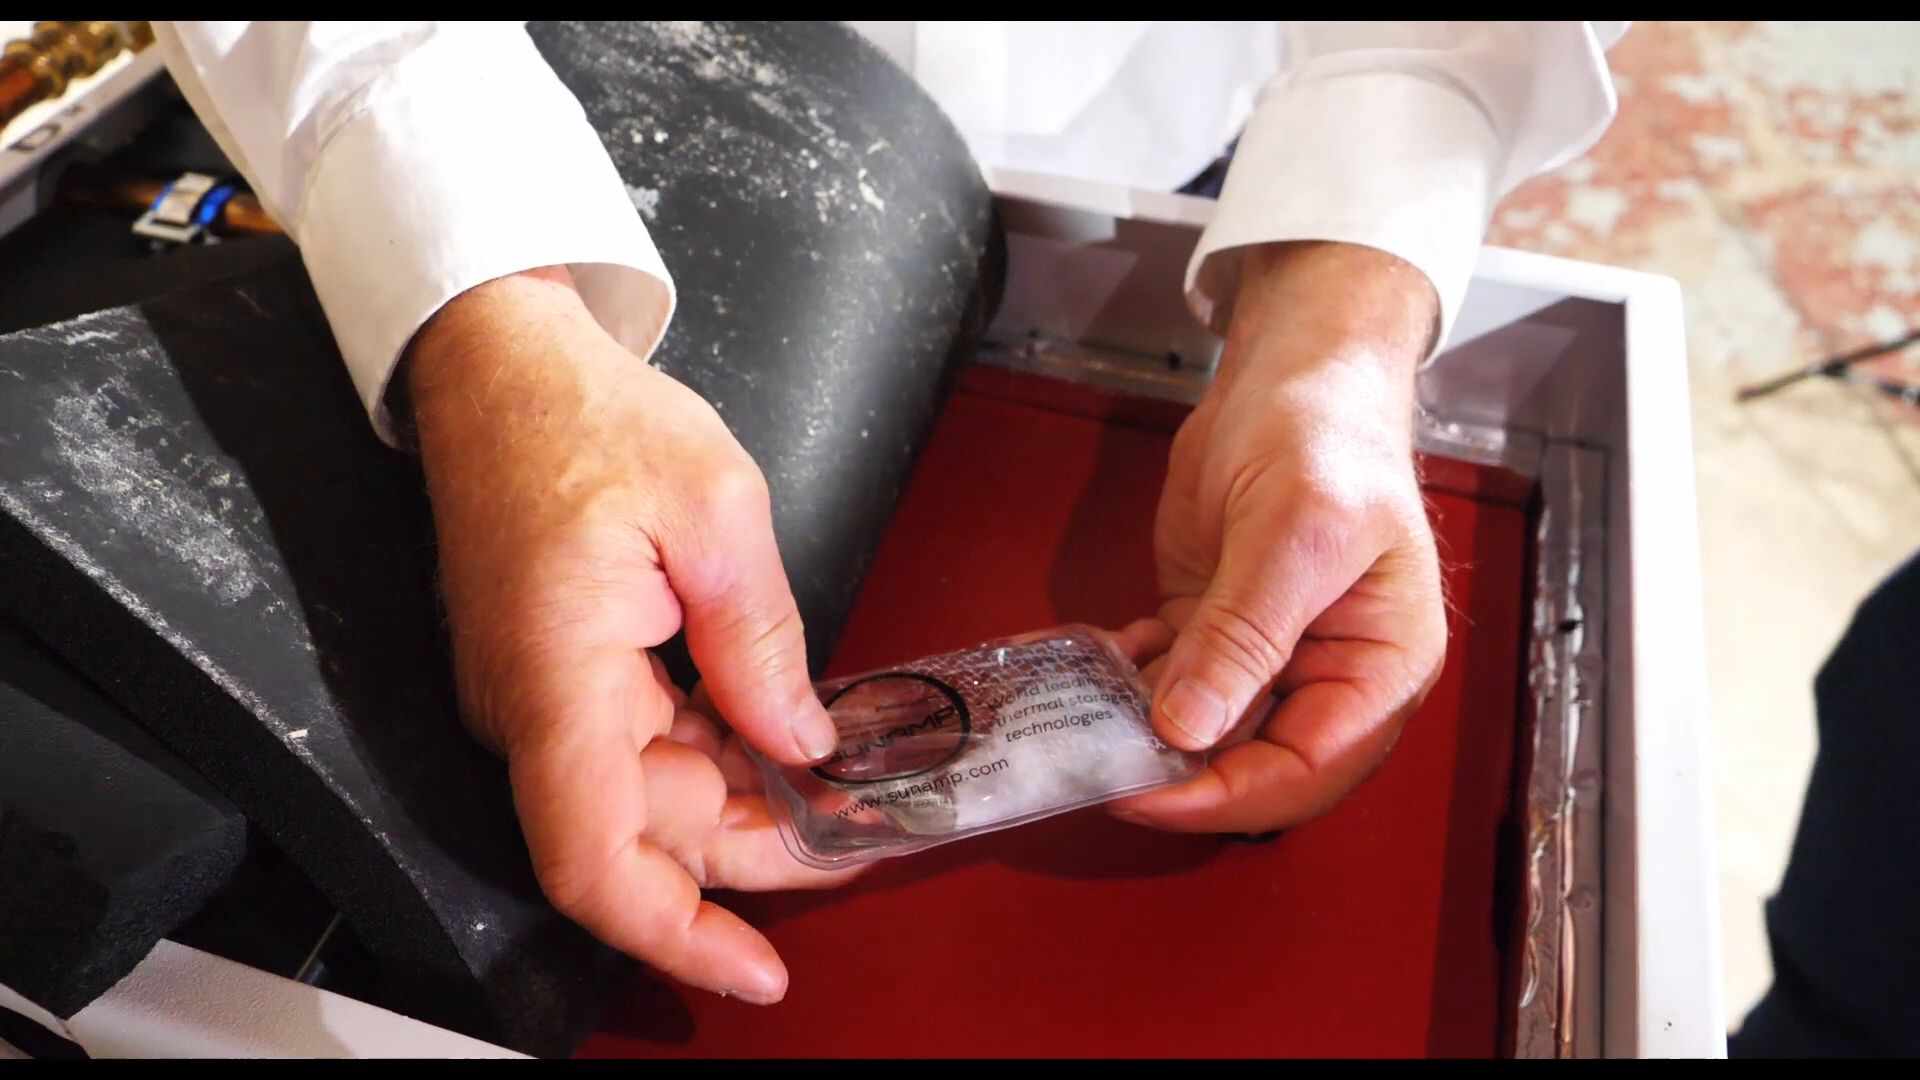 SUNAMP
World leading
thermal storage
technologies
www.sunamp.com